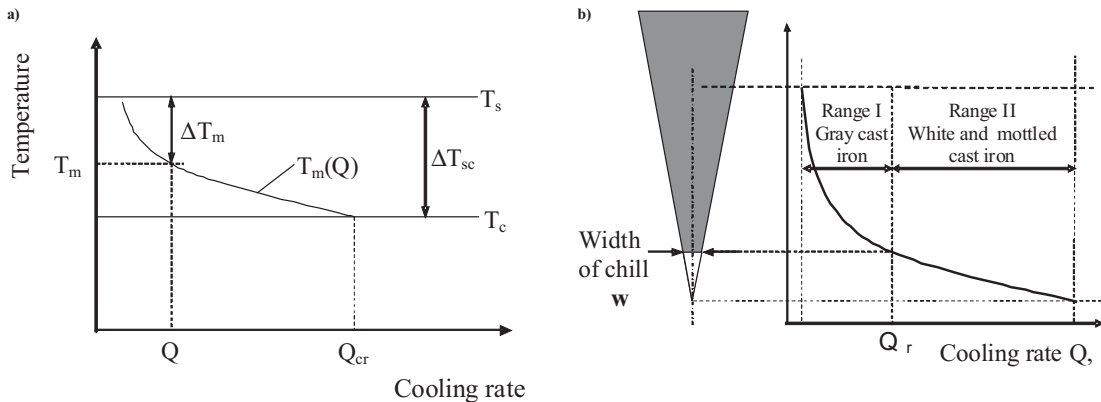 a)
Temperature
T_s
ΔT_m
T_m
T_m(Q)
ΔT_sc
T_c
Q
Q_cr
Cooling rate
b)
Range I
Gray cast
iron
Range II
White and mottled
cast iron
Width
of chill
w
Q r
Cooling rate Q,